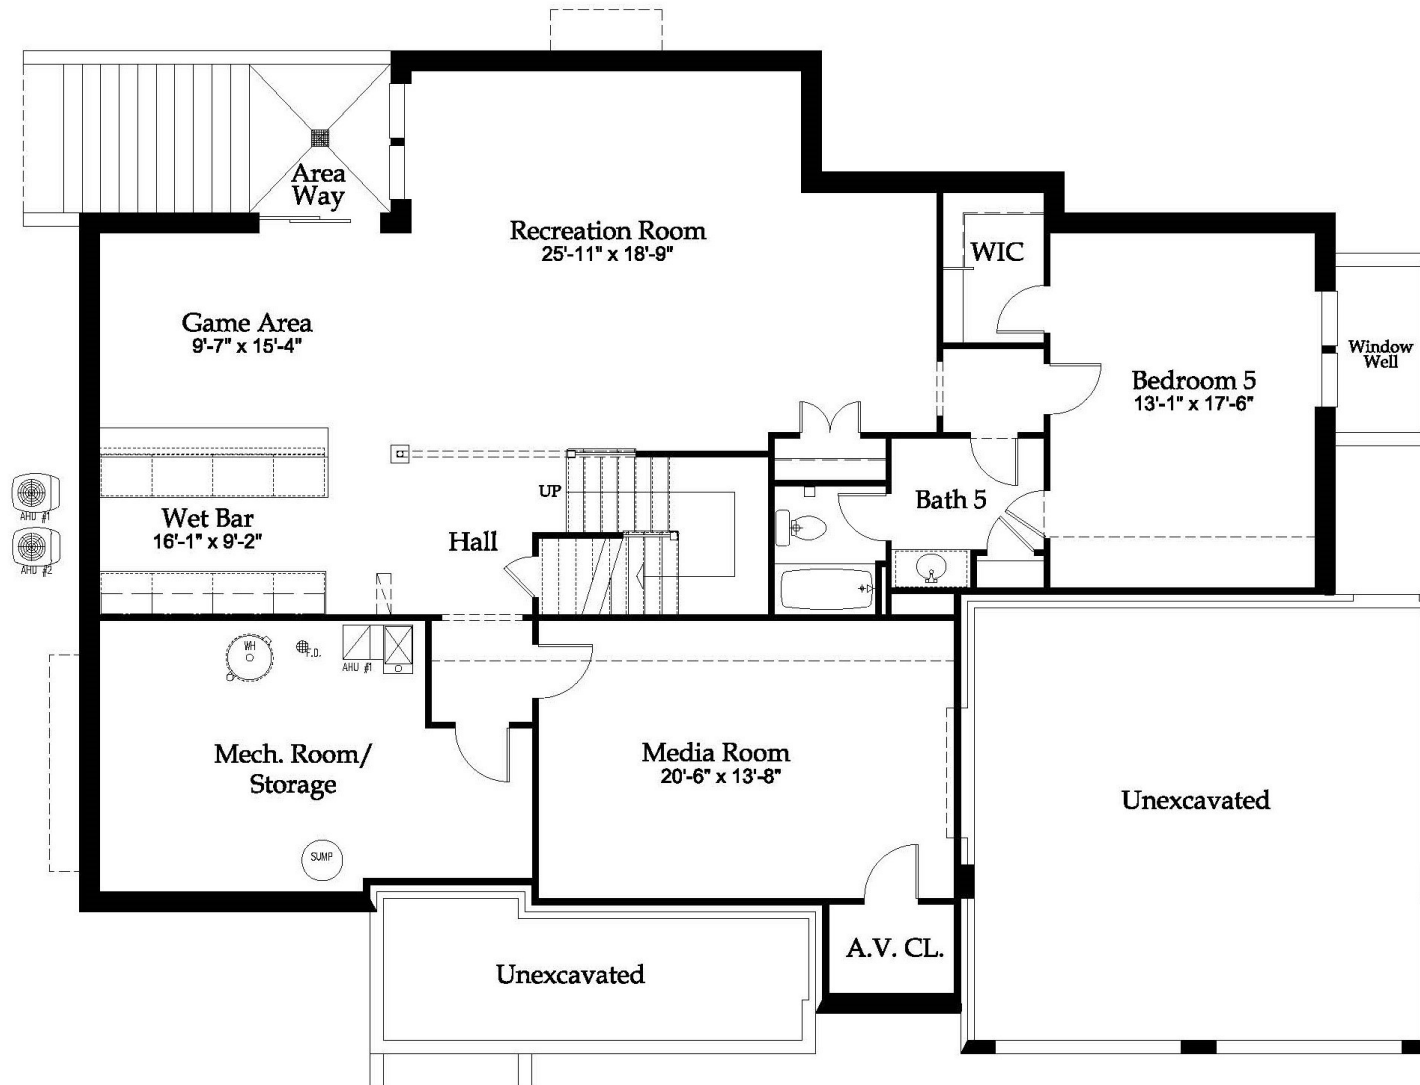 Area
Way
Recreation Room
25'-11" x 18'-9"
WIC
Game Area
9'-7" x 15'-4"
Window
Well
Bedroom 5
13'-1" x 17'-6"
UP
Bath 5
AHU #1
Wet Bar
16'-1" x 9'-2"
Hall
AHU #2
WH
F.D.
AHU #1
Mech. Room/
Storage
Media Room
20'-6" x 13'-8"
Unexcavated
SUMP
A.V. CL.
Unexcavated